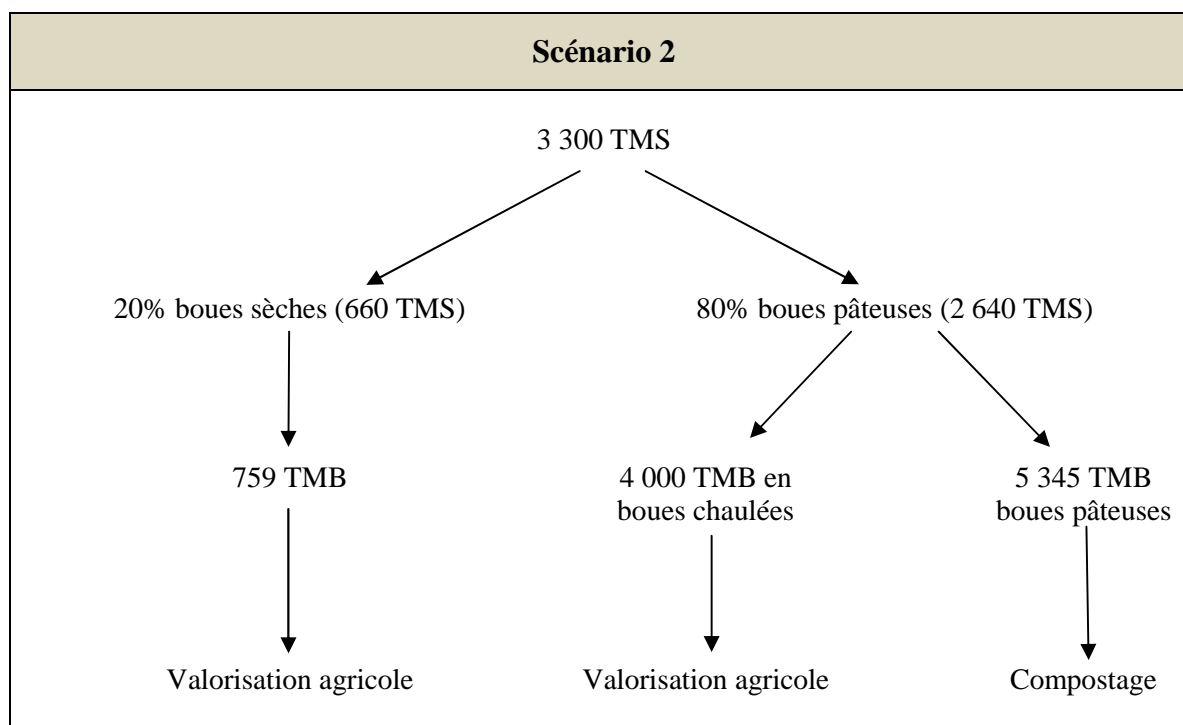 Scénario 2
3 300 TMS
20% boues sèches (660 TMS)
80% boues pâteuses (2 640 TMS)
759 TMB
4 000 TMB en
boues chaulées
5 345 TMB
boues pâteuses
Valorisation agricole
Valorisation agricole
Compostage